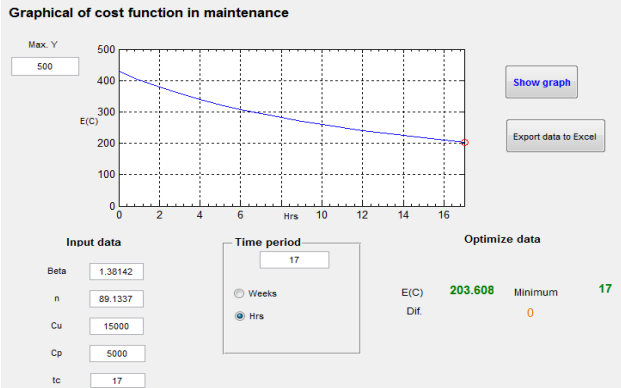 Graphical of cost function in maintenance
Max. Y
500
500
400
300
200
100
0
E(C)
0 2 4 6 Hrs 10 12 14 16
Show graph
Export data to Excel
Input data
Beta 1.38142
n 89.1337
Cu 15000
Cp 5000
tc 17
Time period
17
Weeks
Hrs
Optimize data
E(C) 203.608 Minimum 17
Dif. 0